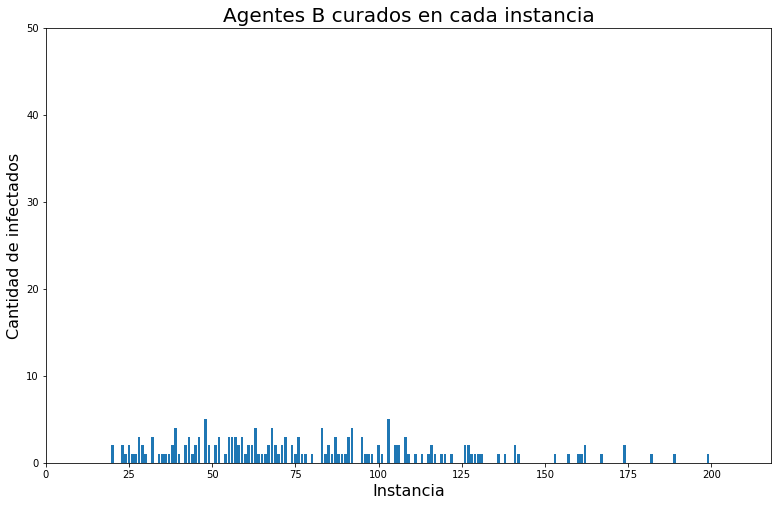 Agentes B curados en cada instancia
50
40
30
20
10
0
Cantidad de infectados
0 25 50 75 100 125 150 175 200
Instancia